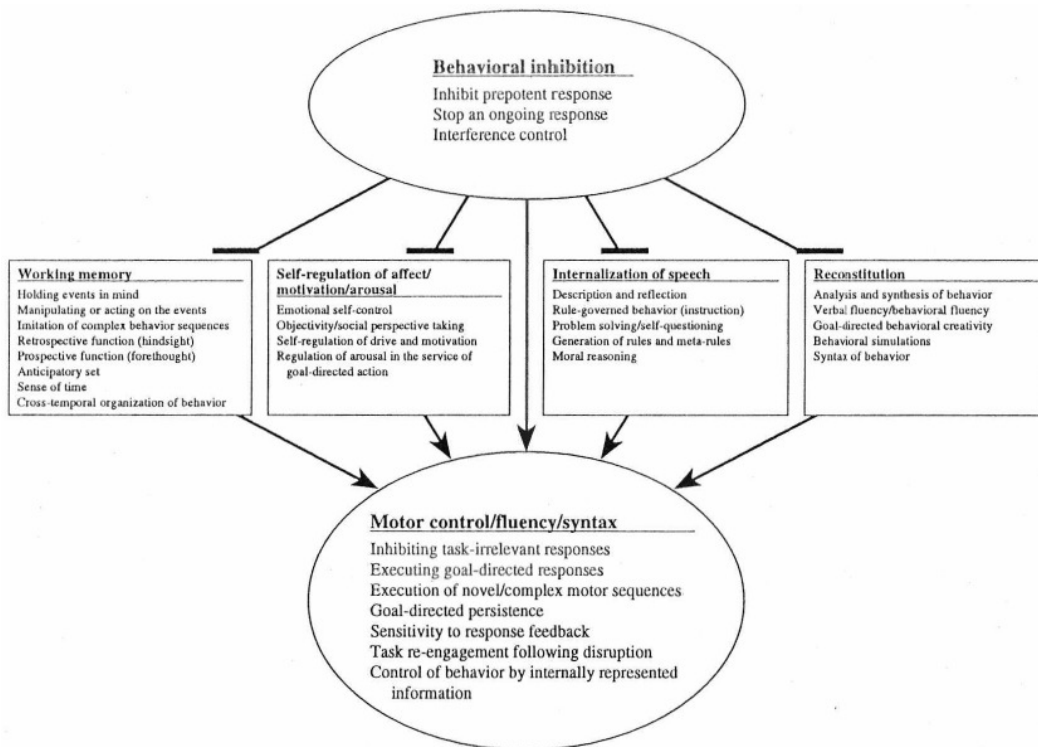 Behavioral inhibition
Inhibit prepotent response
Stop an ongoing response
Interference control
Working memory
Holding events in mind
Manipulating or acting on the events
Imitation of complex behavior sequences
Retrospective function (hindsight)
Prospective function (forethought)
Anticipatory set
Sense of time
Cross-temporal organization of behavior
Self-regulation of affect/
motivation/arousal
Emotional self-control
Objectivity/social perspective taking
Self-regulation of drive and motivation
Regulation of arousal in the service of
goal-directed action
Internalization of speech
Description and reflection
Rule-governed behavior (instruction)
Problem solving/self-questioning
Generation of rules and meta-rules
Moral reasoning
Reconstitution
Analysis and synthesis of behavior
Verbal fluency/behavioral fluency
Goal-directed behavioral creativity
Behavioral simulations
Syntax of behavior
Motor control/fluency/syntax
Inhibiting task-irrelevant responses
Executing goal-directed responses
Execution of novel/complex motor sequences
Goal-directed persistence
Sensitivity to response feedback
Task re-engagement following disruption
Control of behavior by internally represented
information